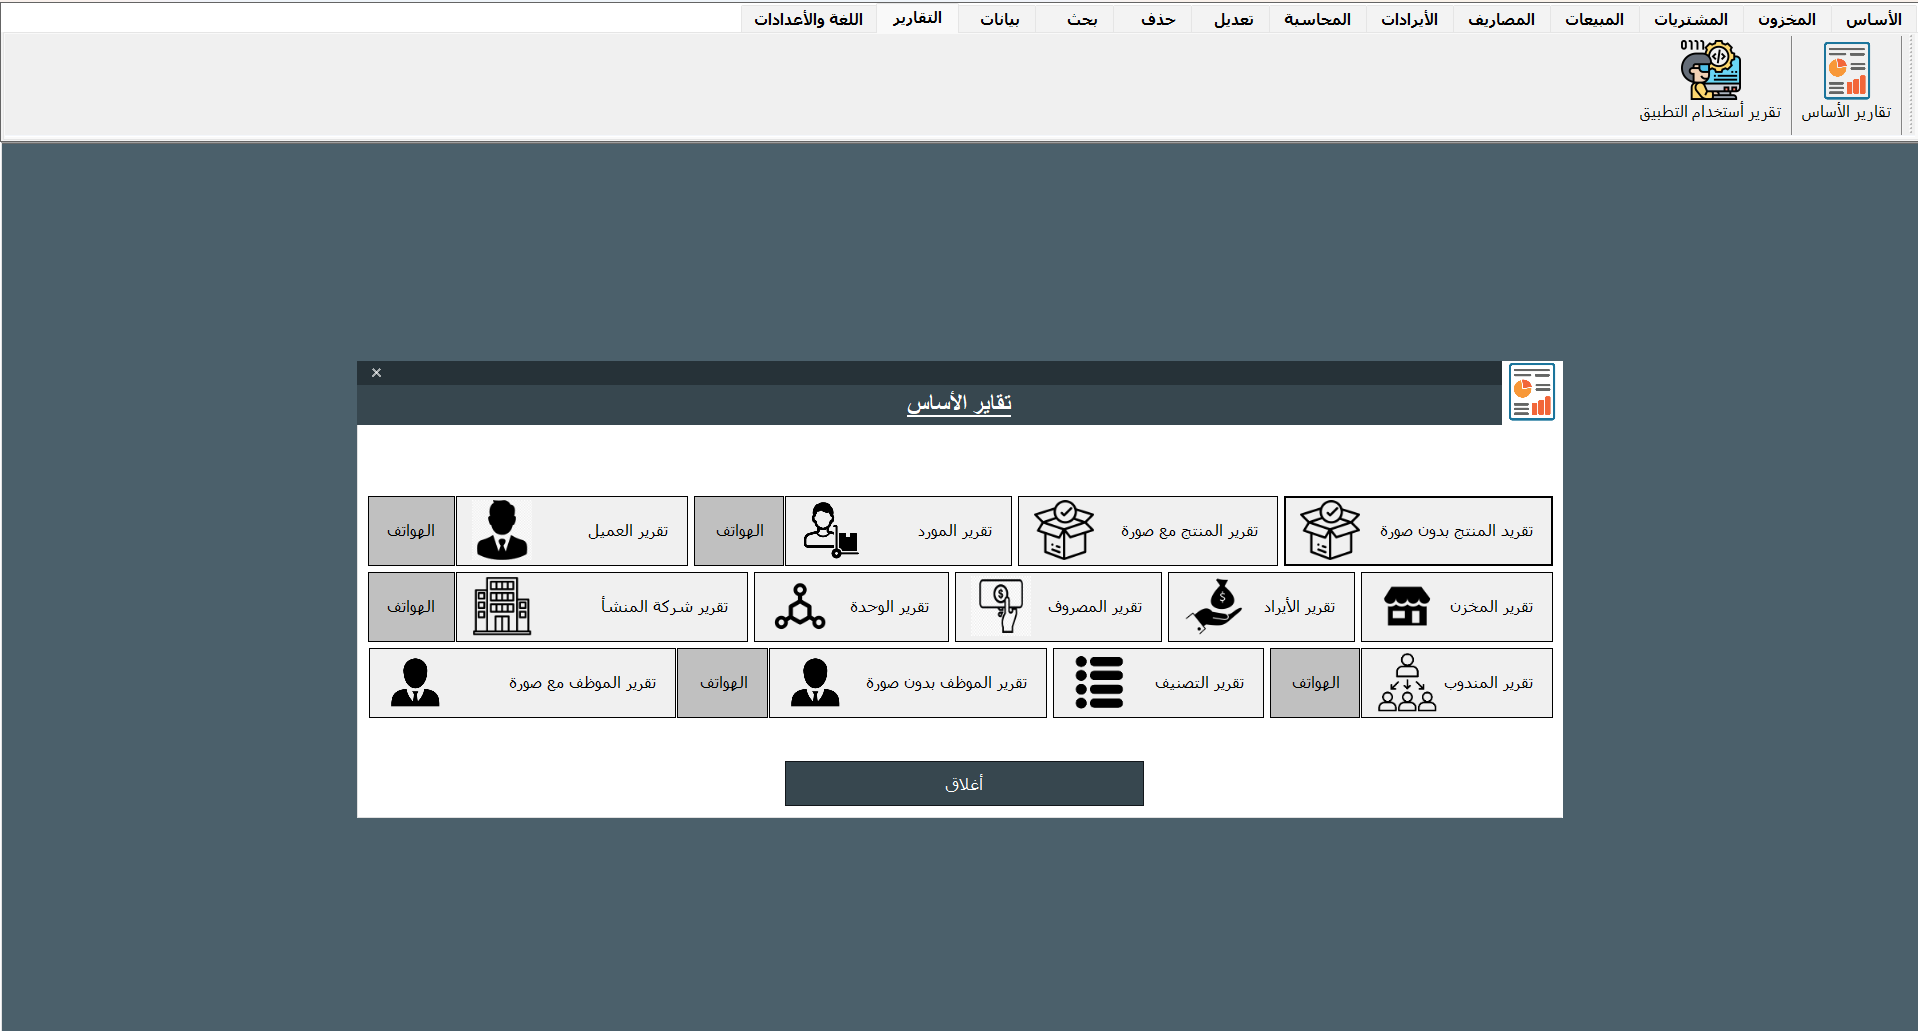 الأساس المخزون المشتريات المبيعات المصاريف الأيرادات المحاسبة تعديل حذف بحث بيانات التقارير اللغة والأعدادات
تقارير الأساس تقرير أستخدام التطبيق
تقاير الأساس
تقريد المنتج بدون صورة تقرير المنتج مع صورة تقرير المورد الهواتف تقرير العميل الهواتف
تقرير المخزن تقرير الأيراد تقرير المصروف تقرير الوحدة تقرير شركة المنشأ الهواتف
تقرير المندوب الهواتف تقرير التصنيف تقرير الموظف بدون صورة الهواتف تقرير الموظف مع صورة
أغلاق